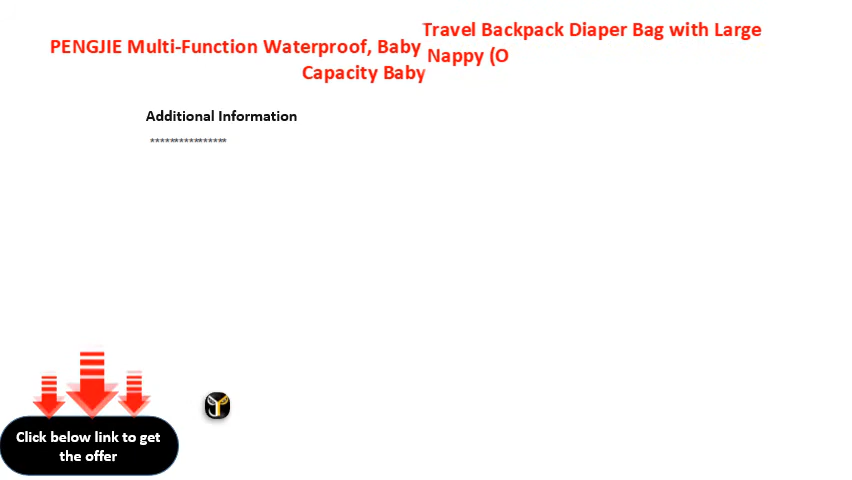 PENGJIE Multi-Function Waterproof, Baby Travel Backpack Diaper Bag with Large
Capacity Baby Nappy (O
Additional Information
****************
Click below link to get
the offer